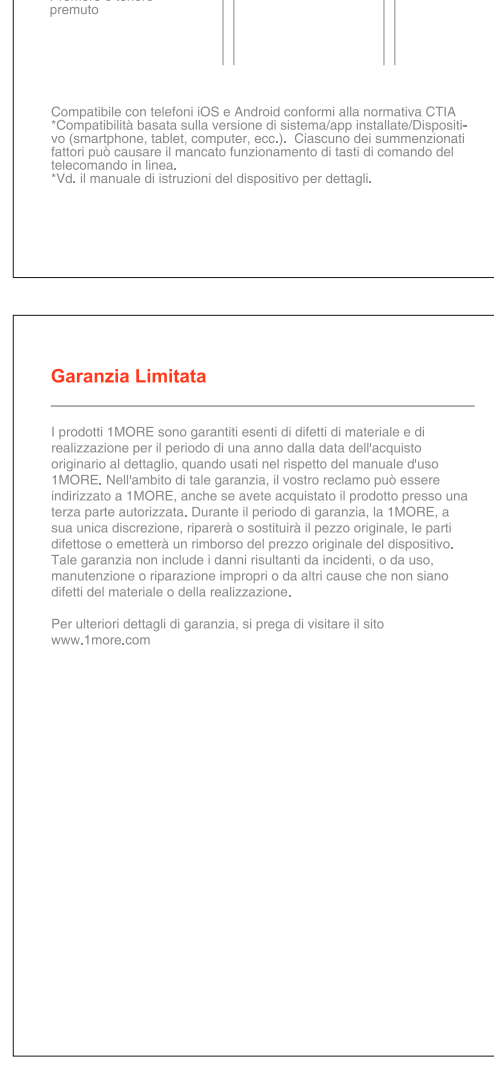 premuto
Compatibile con telefoni iOS e Android conformi alla normativa CTIA
*Compatibilità basata sulla versione di sistema/app installate/Dispositi-
vo (smartphone, tablet, computer, ecc.). Ciascuno dei summenzionati
fattori può causare il mancato funzionamento di tasti di comando del
telecomando in linea.
*Vd. il manuale di istruzioni del dispositivo per dettagli.
Garanzia Limitata
I prodotti 1MORE sono garantiti esenti di difetti di materiale e di
realizzazione per il periodo di una anno dalla data dell'acquisto
originario al dettaglio, quando usati nel rispetto del manuale d'uso
1MORE. Nell'ambito di tale garanzia, il vostro reclamo può essere
indirizzato a 1MORE, anche se avete acquistato il prodotto presso una
terza parte autorizzata. Durante il periodo di garanzia, la 1MORE, a
sua unica discrezione, riparerà o sostituirà il pezzo originale, le parti
difettose o emetterà un rimborso del prezzo originale del dispositivo.
Tale garanzia non include i danni risultanti da incidenti, o da uso,
manutenzione o riparazione impropri o da altri cause che non siano
difetti del materiale o della realizzazione.
Per ulteriori dettagli di garanzia, si prega di visitare il sito
www.1more.com